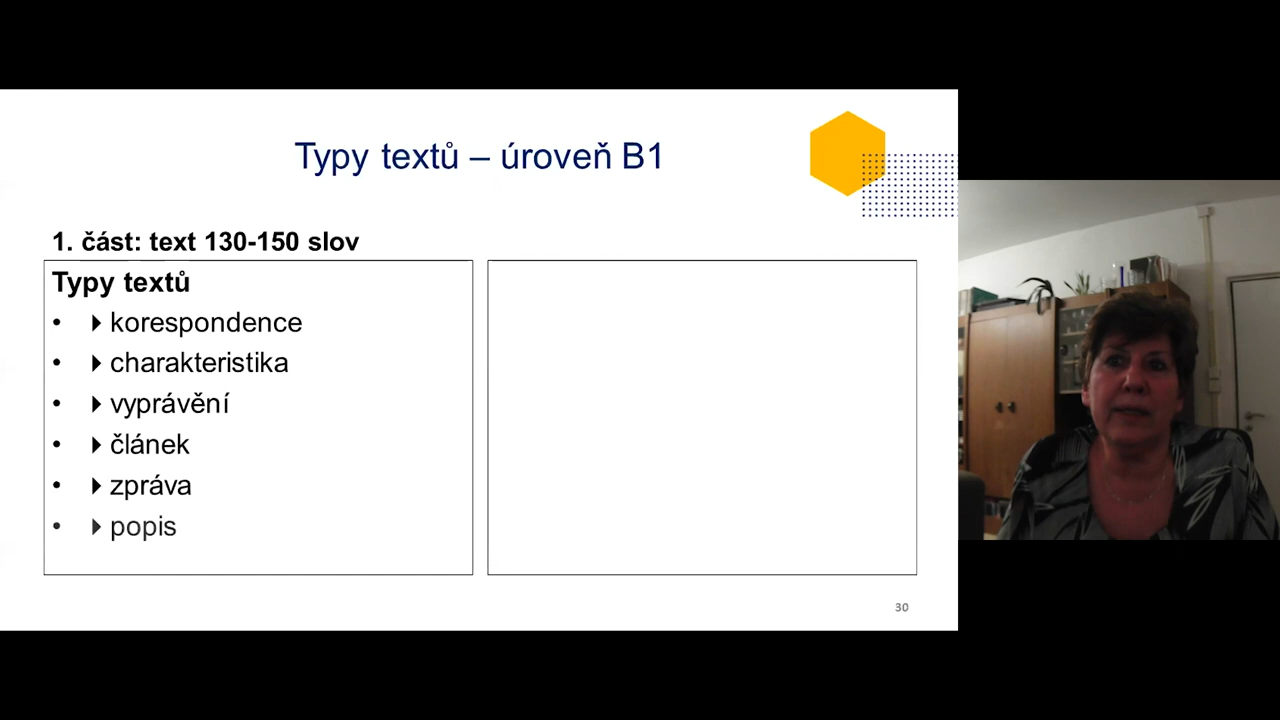 Typy textů – úroveň B1
1. část: text 130-150 slov
Typy textů
• korespondence
• charakteristika
• vyprávění
• článek
• zpráva
• popis
30